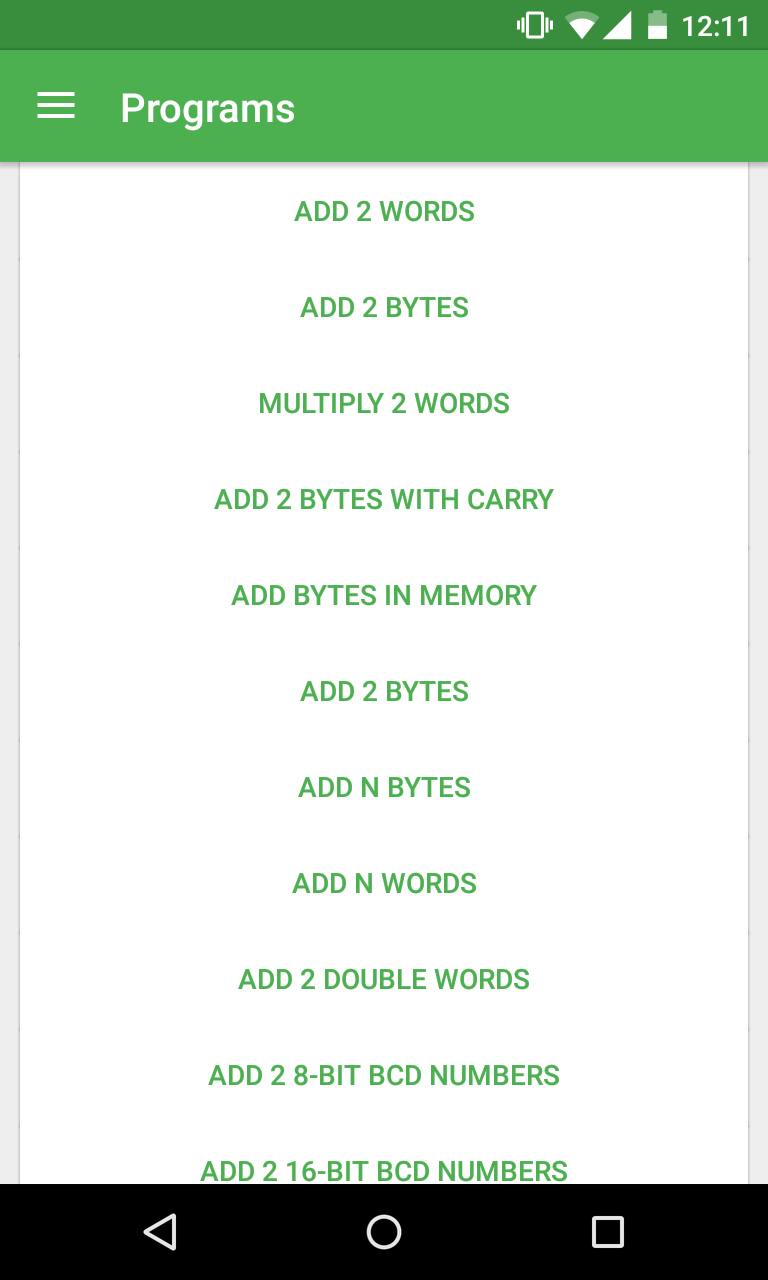 12:11
Programs
ADD 2 WORDS
ADD 2 BYTES
MULTIPLY 2 WORDS
ADD 2 BYTES WITH CARRY
ADD BYTES IN MEMORY
ADD 2 BYTES
ADD N BYTES
ADD N WORDS
ADD 2 DOUBLE WORDS
ADD 2 8-BIT BCD NUMBERS
ADD 2 16-BIT BCD NUMBERS